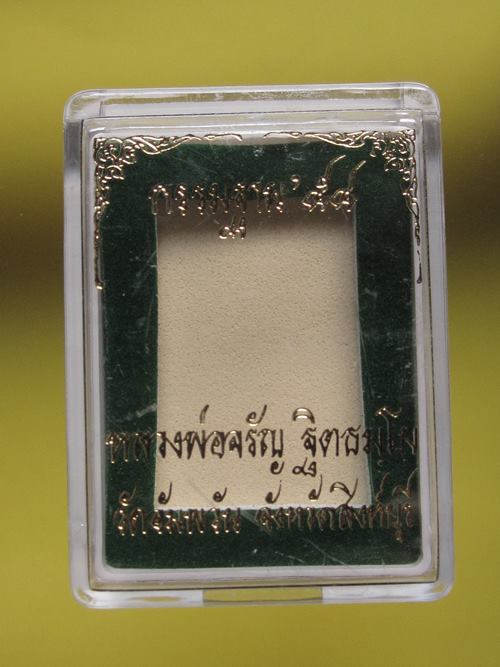 กรรมฐาน '๕๕
หลวงพ่อจรัญ ฐิตธมฺโม
วัดอัมพวัน จังหวัดสิงห์บุรี